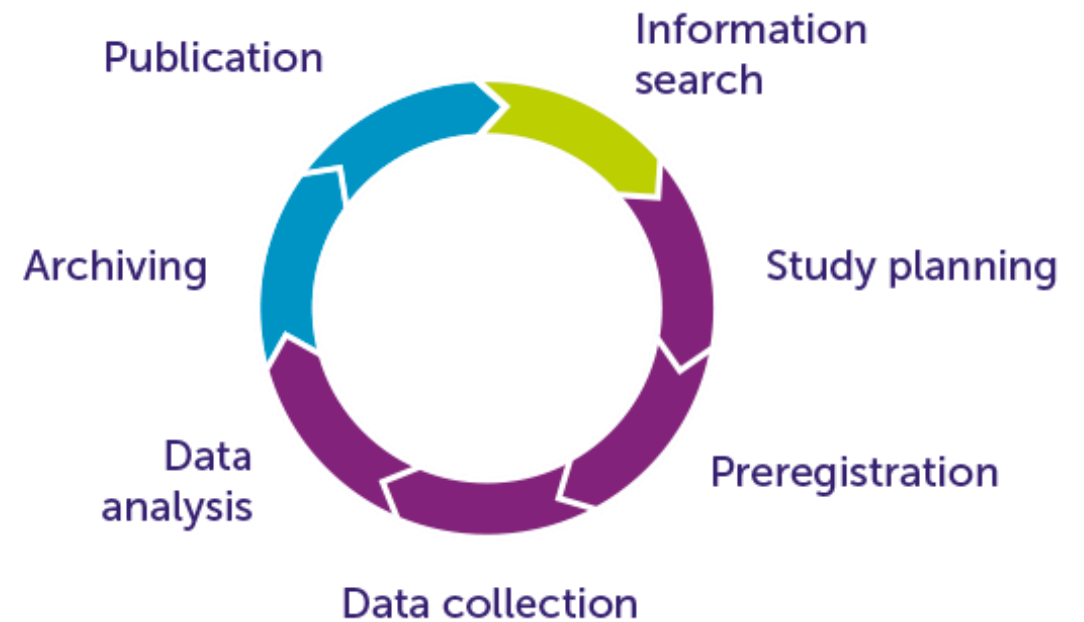 Publication
Information
search
Archiving
Study planning
Data
analysis
Preregistration
Data collection